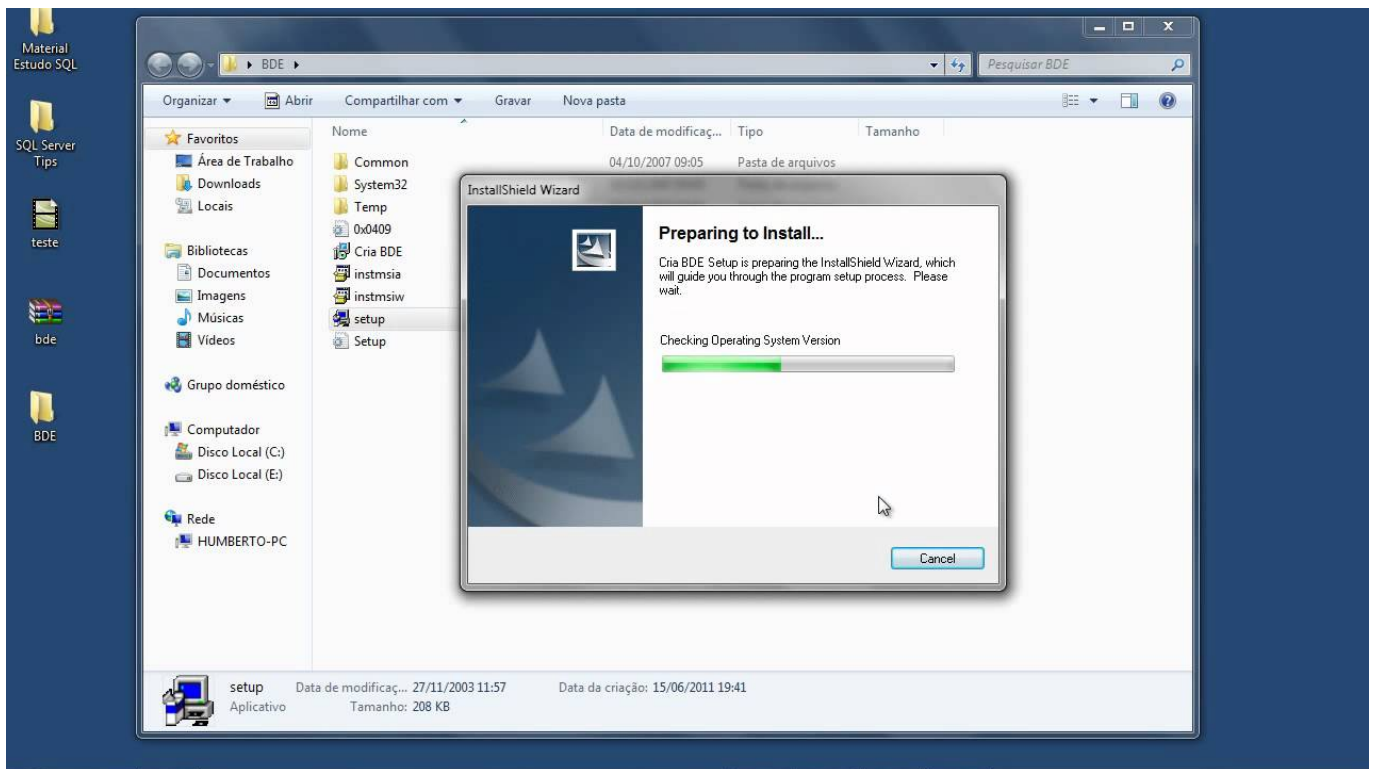 Material
Estudo SQL
SQL Server
Tips
teste
bde
BDE
BDE
Pesquisar BDE
Organizar
Abrir
Compartilhar com
Gravar
Nova pasta
Favoritos
Área de Trabalho
Downloads
Locais
Bibliotecas
Documentos
Imagens
Músicas
Vídeos
Grupo doméstico
Computador
Disco Local (C:)
Disco Local (E:)
Rede
HUMBERTO-PC
Nome Data de modificaç... Tipo Tamanho
Common 04/10/2007 09:05 Pasta de arquivos
System32
Temp
0x0409
Cria BDE
instmsia
instmsiw
setup
Setup
InstallShield Wizard
Preparing to Install...
Cria BDE Setup is preparing the InstallShield Wizard, which
will guide you through the program setup process. Please
wait.
Checking Operating System Version
Cancel
setup Data de modificaç... 27/11/2003 11:57 Data da criação: 15/06/2011 19:41
Aplicativo Tamanho: 208 KB